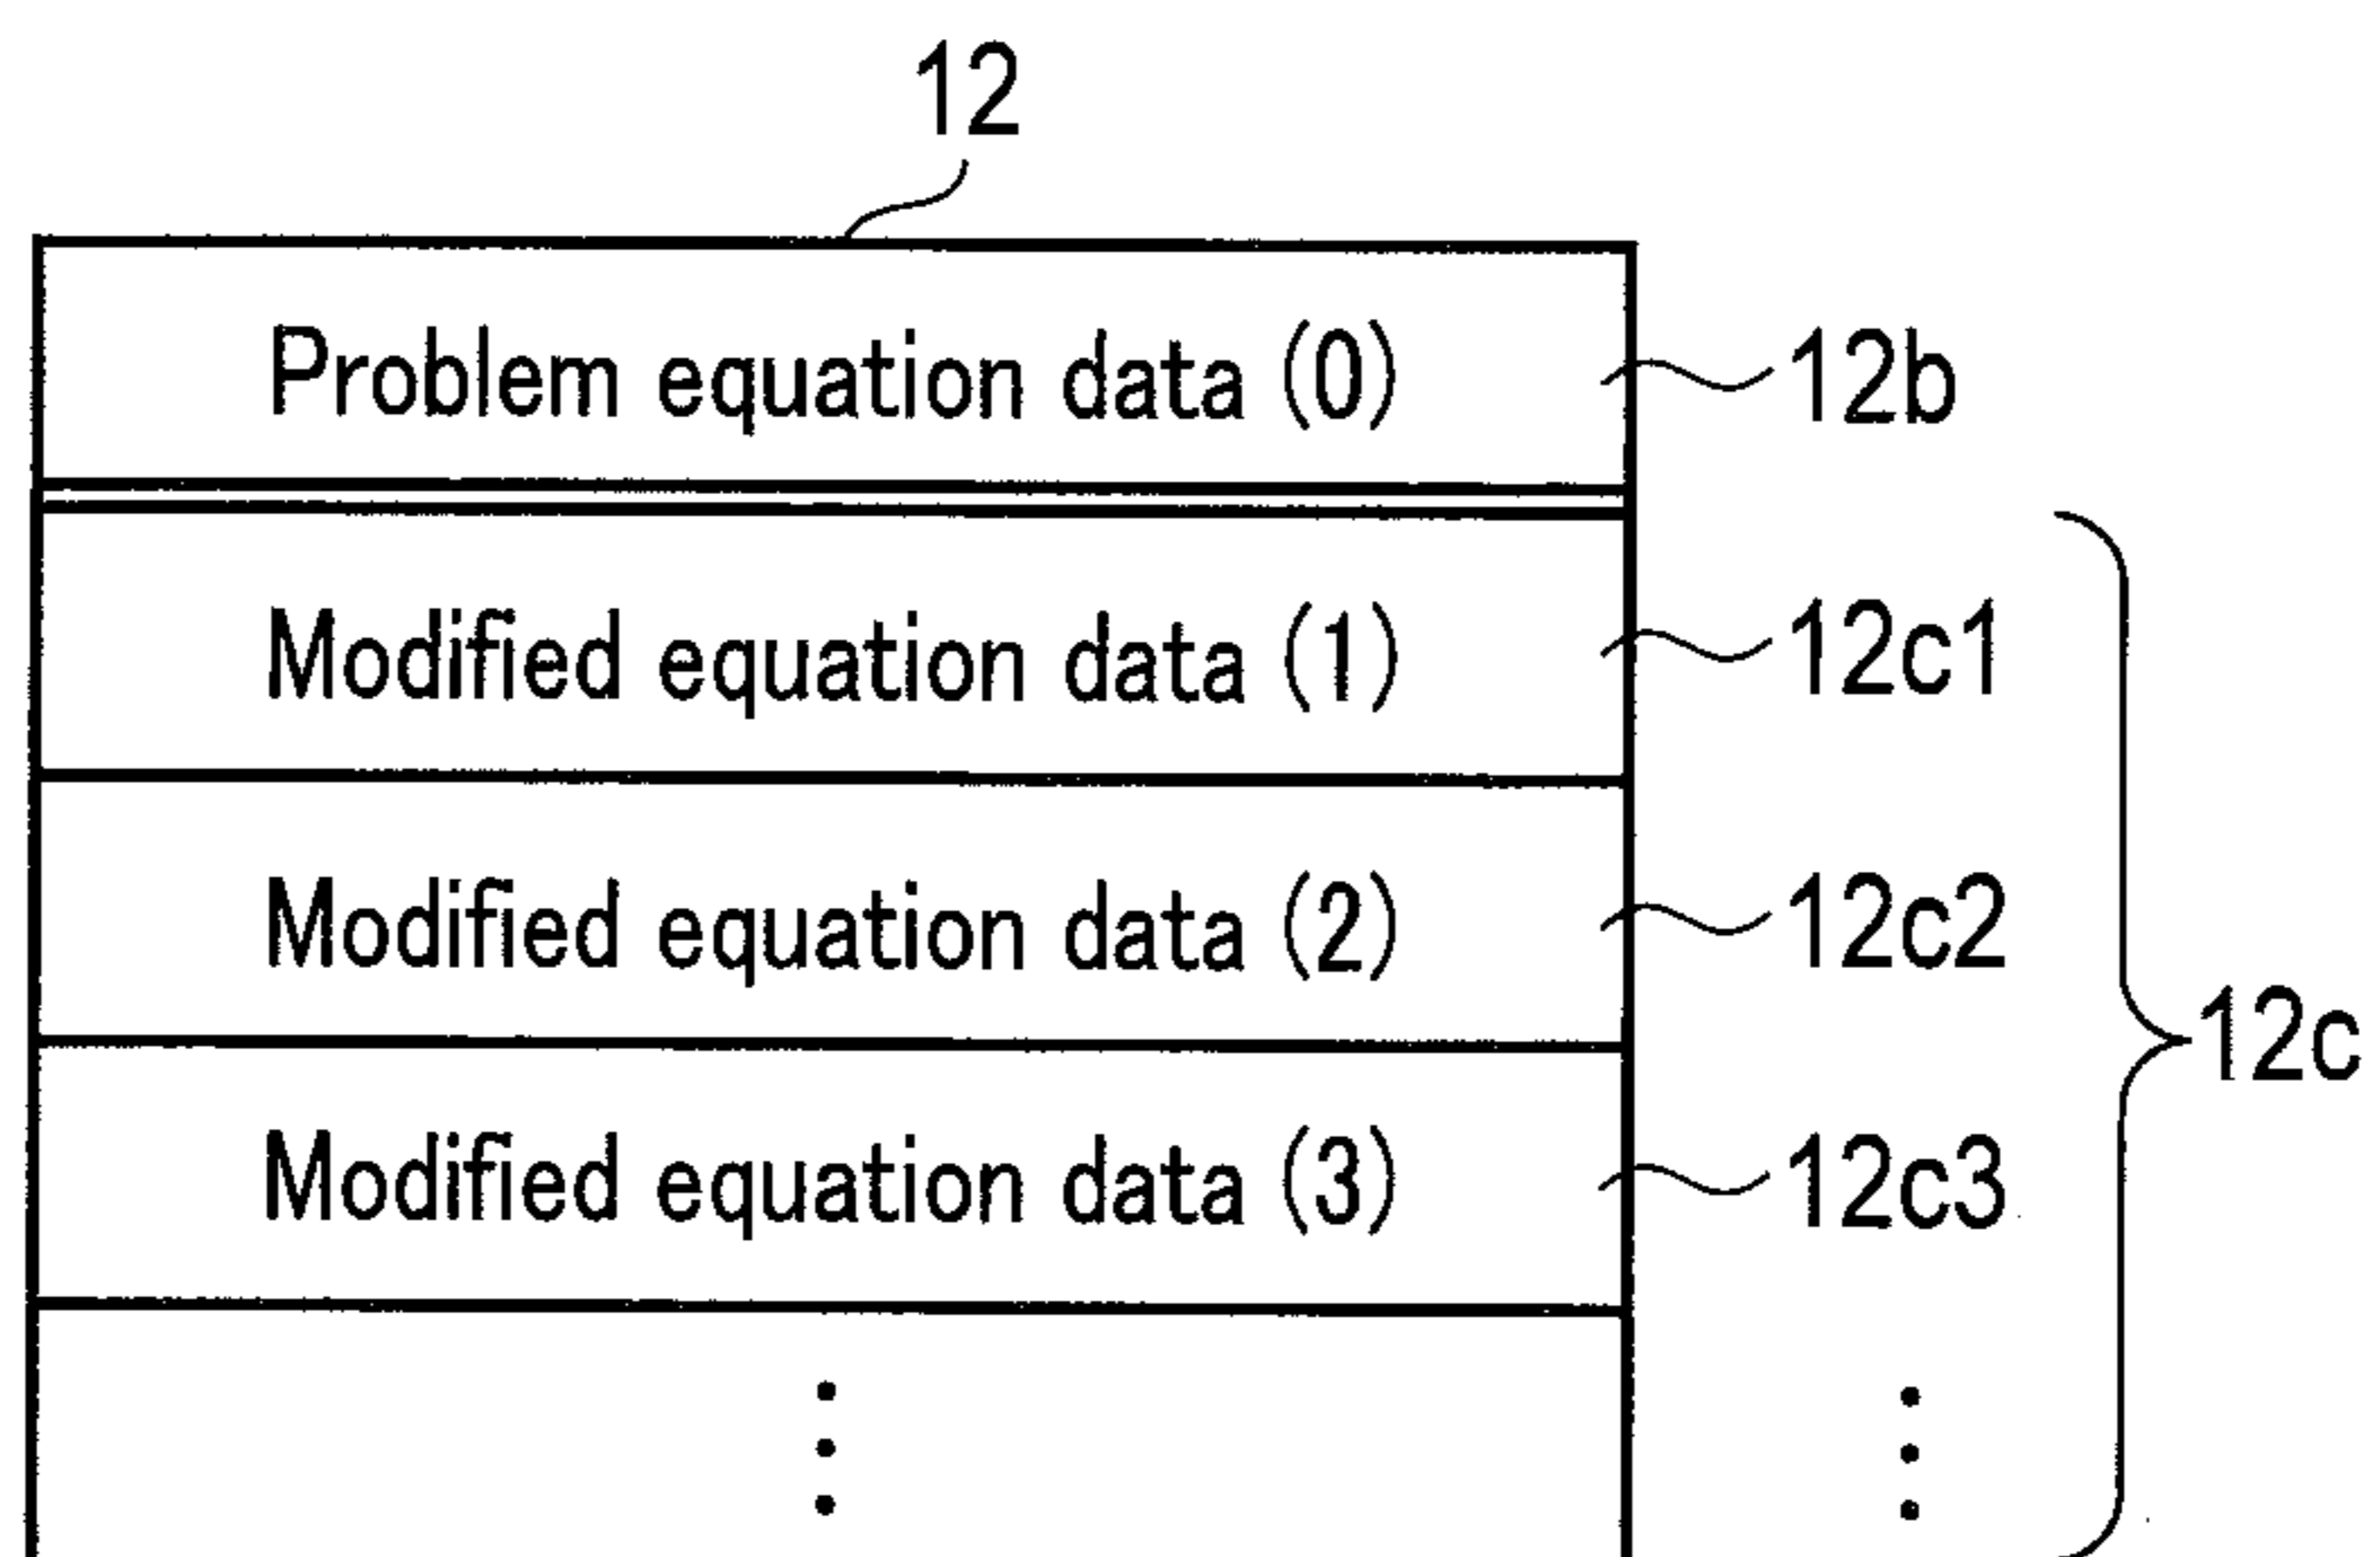 12
Problem equation data (0) 12b
Modified equation data (1) 12c1
Modified equation data (2) 12c2
12c
Modified equation data (3) 12c3